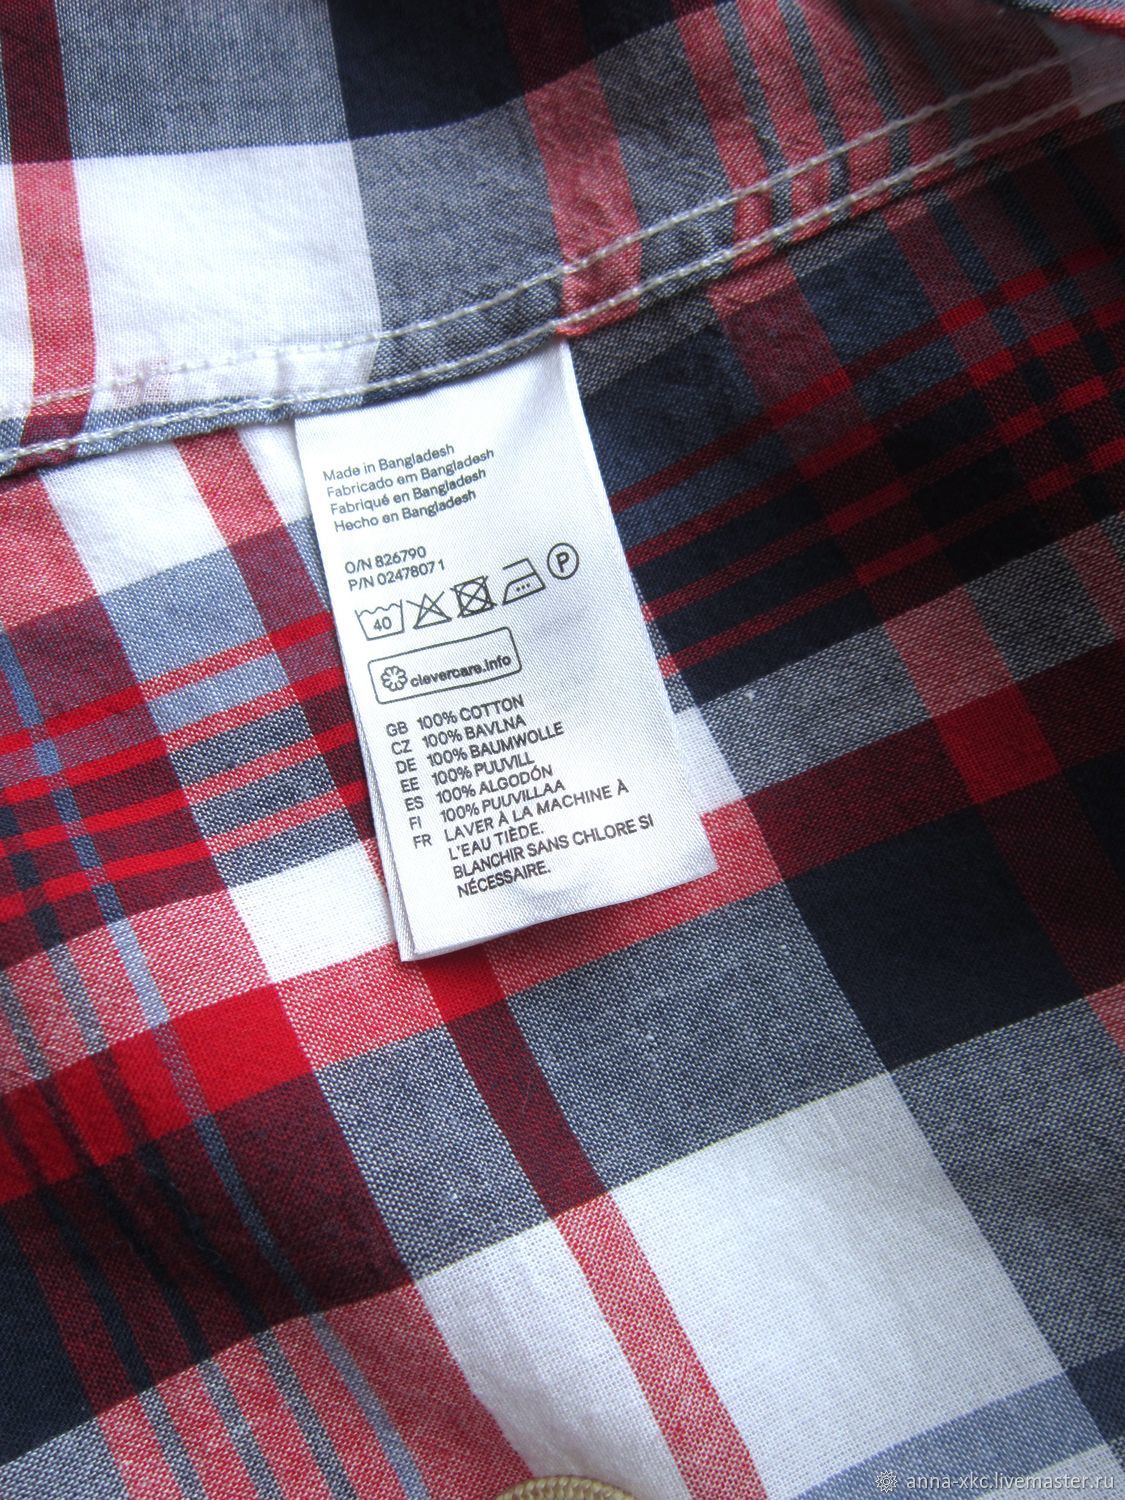 Made in Bangladesh
Fabricado em Bangladesh
Fabriqué en Bangladesh
Hecho en Bangladesh
O/N 826790
P/N 02478071
40
P
clevercare.info
GB 100% COTTON
CZ 100% BAVLNA
DE 100% BAUMWOLLE
EE 100% PUUVILL
ES 100% ALGODÓN
FI 100% PUUVILLAA
FR LAVER À LA MACHINE À
L'EAU TIÈDE.
BLANCHIR SANS CHLORE SI
NÉCESSAIRE.
anna-xkc.livemaster.ru